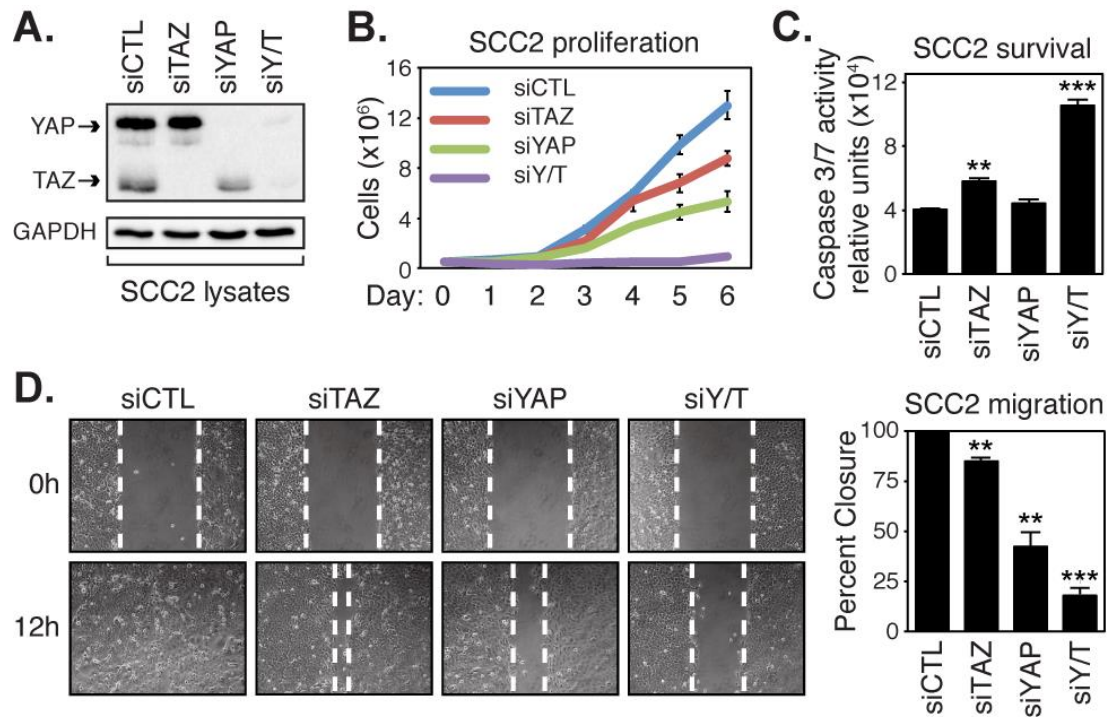 A.
siCTL
siTAZ
siYAP
siY/T
YAP
TAZ
GAPDH
SCC2 lysates
B.
SCC2 proliferation
Cells (x10⁶)
16
12
8
4
0
siCTL
siTAZ
siYAP
siY/T
Day: 0 1 2 3 4 5 6
C.
SCC2 survival
Caspase 3/7 activity
relative units (x10⁴)
12
8
4
0
**
***
siCTL
siTAZ
siYAP
siY/T
D.
siCTL siTAZ siYAP siY/T
0h
12h
SCC2 migration
Percent Closure
100
75
50
25
0
**
**
***
siCTL
siTAZ
siYAP
siY/T